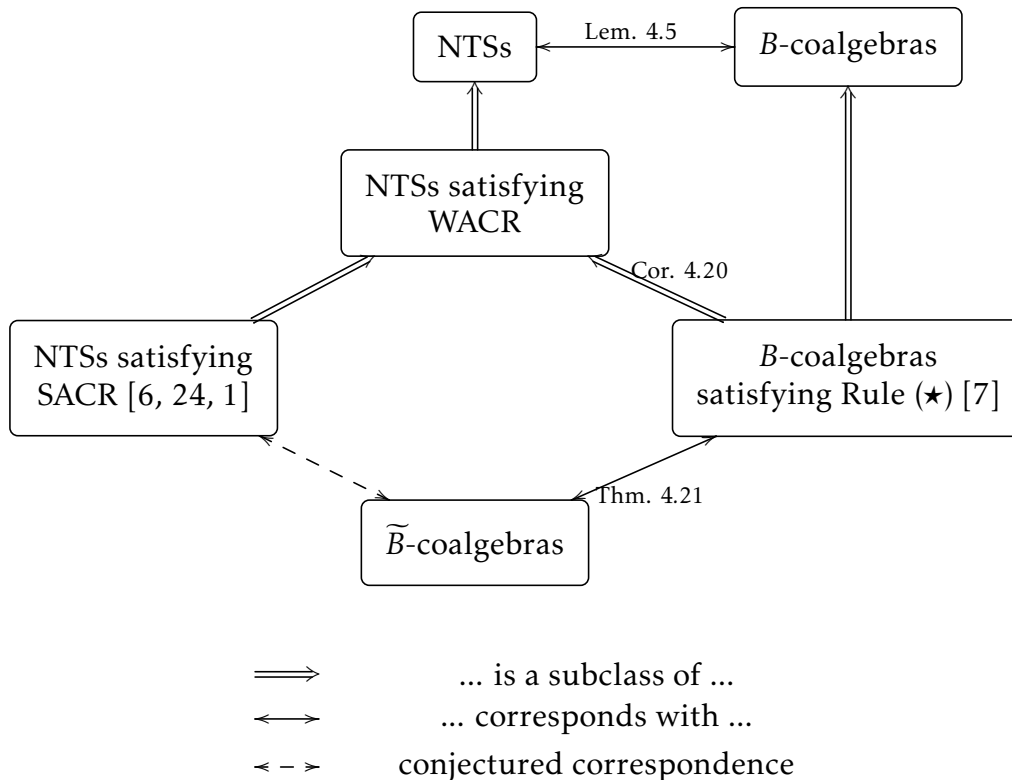 NTSs
Lem. 4.5
B-coalgebras
NTSs satisfying
WACR
Cor. 4.20
NTSs satisfying
SACR [6, 24, 1]
B-coalgebras
satisfying Rule (★) [7]
Thm. 4.21
B̃-coalgebras
... is a subclass of ...
... corresponds with ...
conjectured correspondence